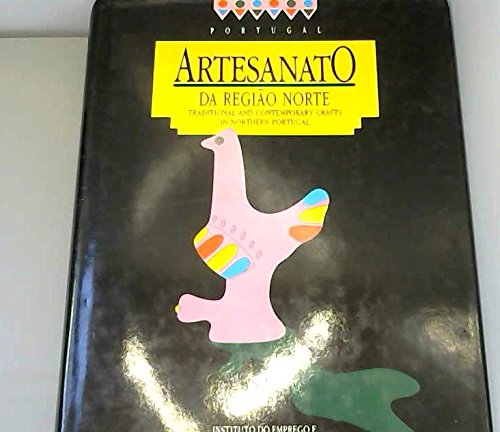 PORTUGAL
ARTESANATO
DA REGIÃO NORTE
TRADITIONAL AND CONTEMPORARY CRAFTS
IN NORTHERN PORTUGAL
INSTITUTO DO EMPREGO E